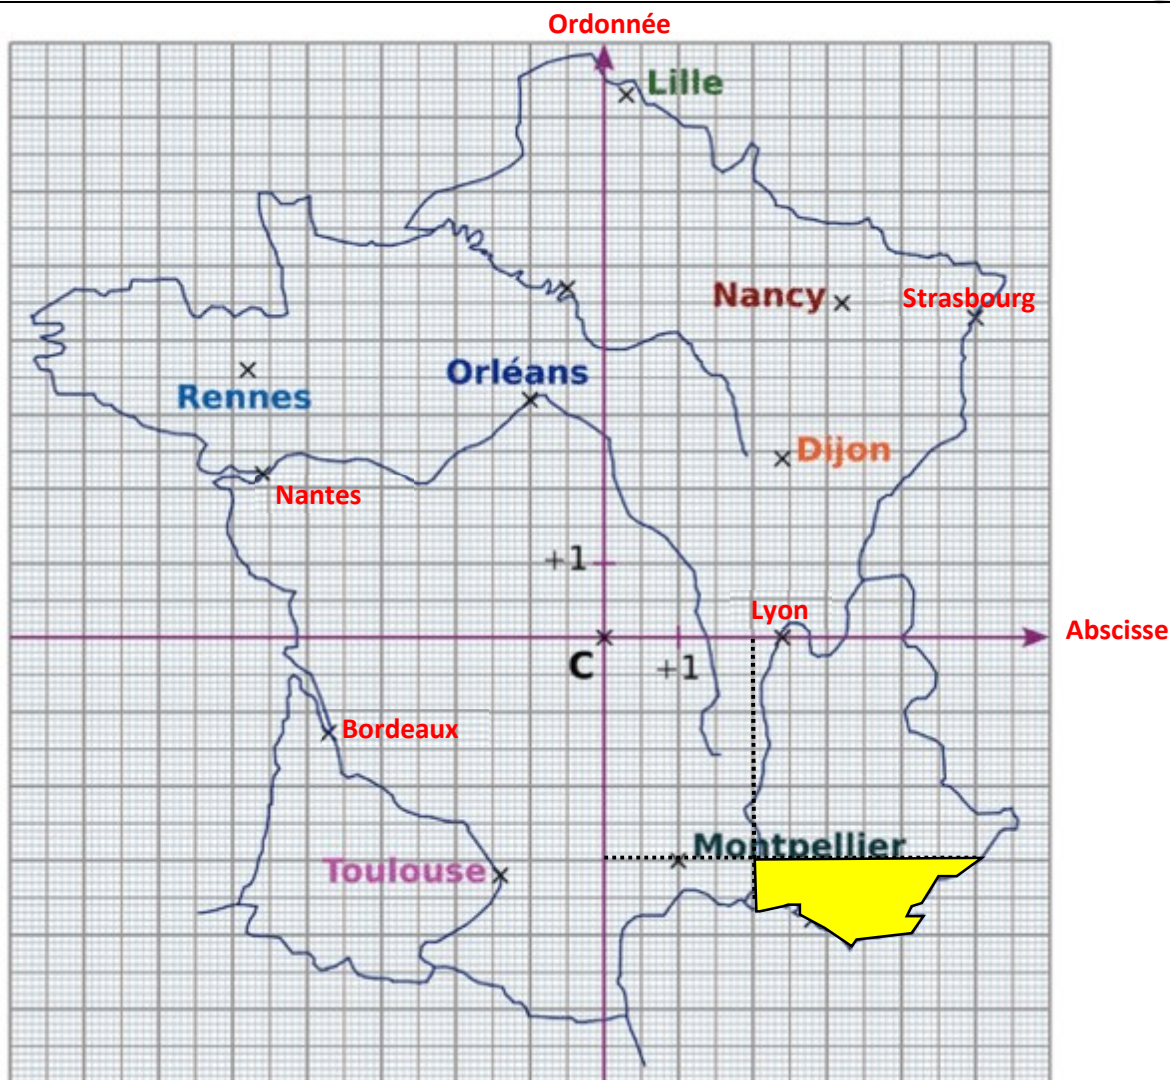 Ordonnée
Lille
Nancy
Strasbourg
Orléans
Rennes
Dijon
Nantes
+1
Lyon
Abscisse
C
+1
Bordeaux
Montpellier
Toulouse